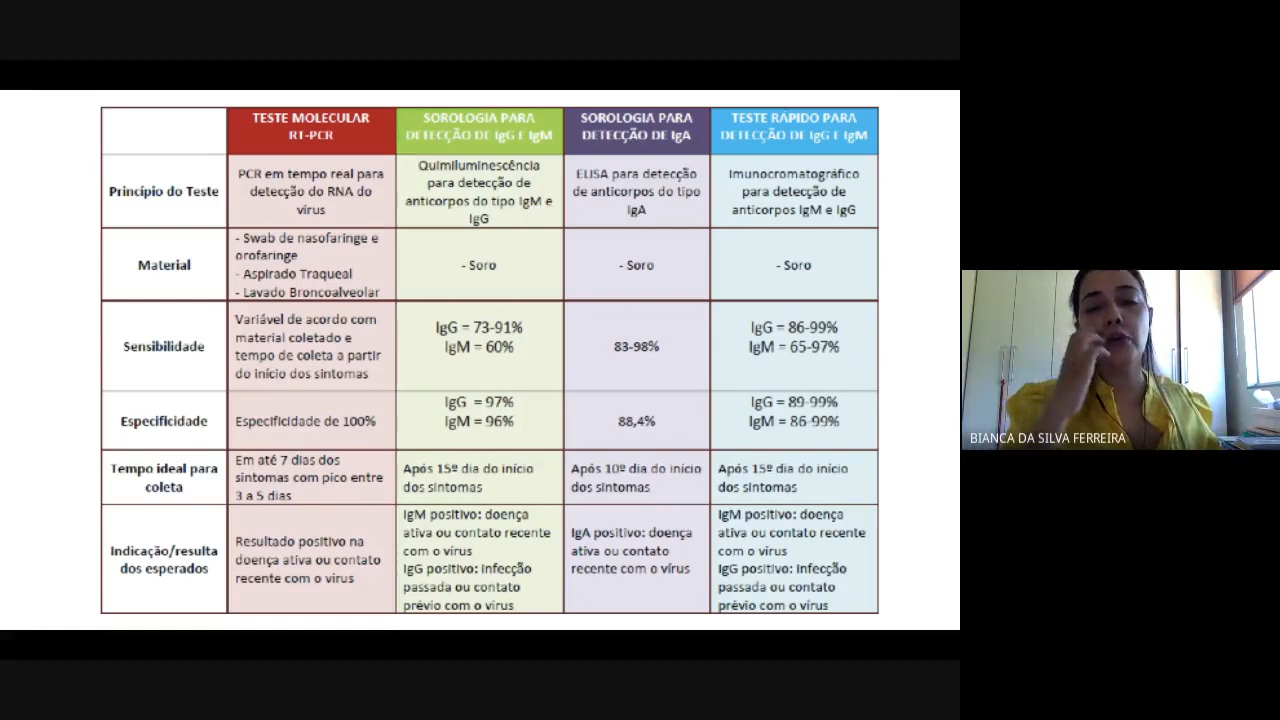 TESTE MOLECULAR
RT-PCR
SOROLOGIA PARA
DETECÇÃO DE IgG E IgM
SOROLOGIA PARA
DETECÇÃO DE IgA
TESTE RÁPIDO PARA
DETECÇÃO DE IgG E IgM
Princípio do Teste
PCR em tempo real para
detecção do RNA do
vírus
Quimiluminescência
para detecção de
anticorpos do tipo IgM e
IgG
ELISA para detecção
de anticorpos do tipo
IgA
Imunocromatográfico
para detecção de
anticorpos IgM e IgG
Material
- Swab de nasofaringe e
orofaringe
- Aspirado Traqueal
- Lavado Broncoalveolar
- Soro
- Soro
- Soro
Sensibilidade
Variável de acordo com
material coletado e
tempo de coleta a partir
do início dos sintomas
IgG = 73-91%
IgM = 60%
83-98%
IgG = 86-99%
IgM = 65-97%
Especificidade
Especificidade de 100%
IgG = 97%
IgM = 96%
88,4%
IgG = 89-99%
IgM = 86-99%
Tempo ideal para
coleta
Em até 7 dias dos
sintomas com pico entre
3 a 5 dias
Após 15º dia do início
dos sintomas
Após 10º dia do início
dos sintomas
Após 15º dia do início
dos sintomas
Indicação/resulta
dos esperados
Resultado positivo na
doença ativa ou contato
recente com o vírus
IgM positivo: doença
ativa ou contato recente
com o vírus
IgG positivo: infecção
passada ou contato
prévio com o vírus
IgA positivo: doença
ativa ou contato
recente com o vírus
IgM positivo: doença
ativa ou contato recente
com o vírus
IgG positivo: infecção
passada ou contato
prévio com o vírus
BIANCA DA SILVA FERREIRA